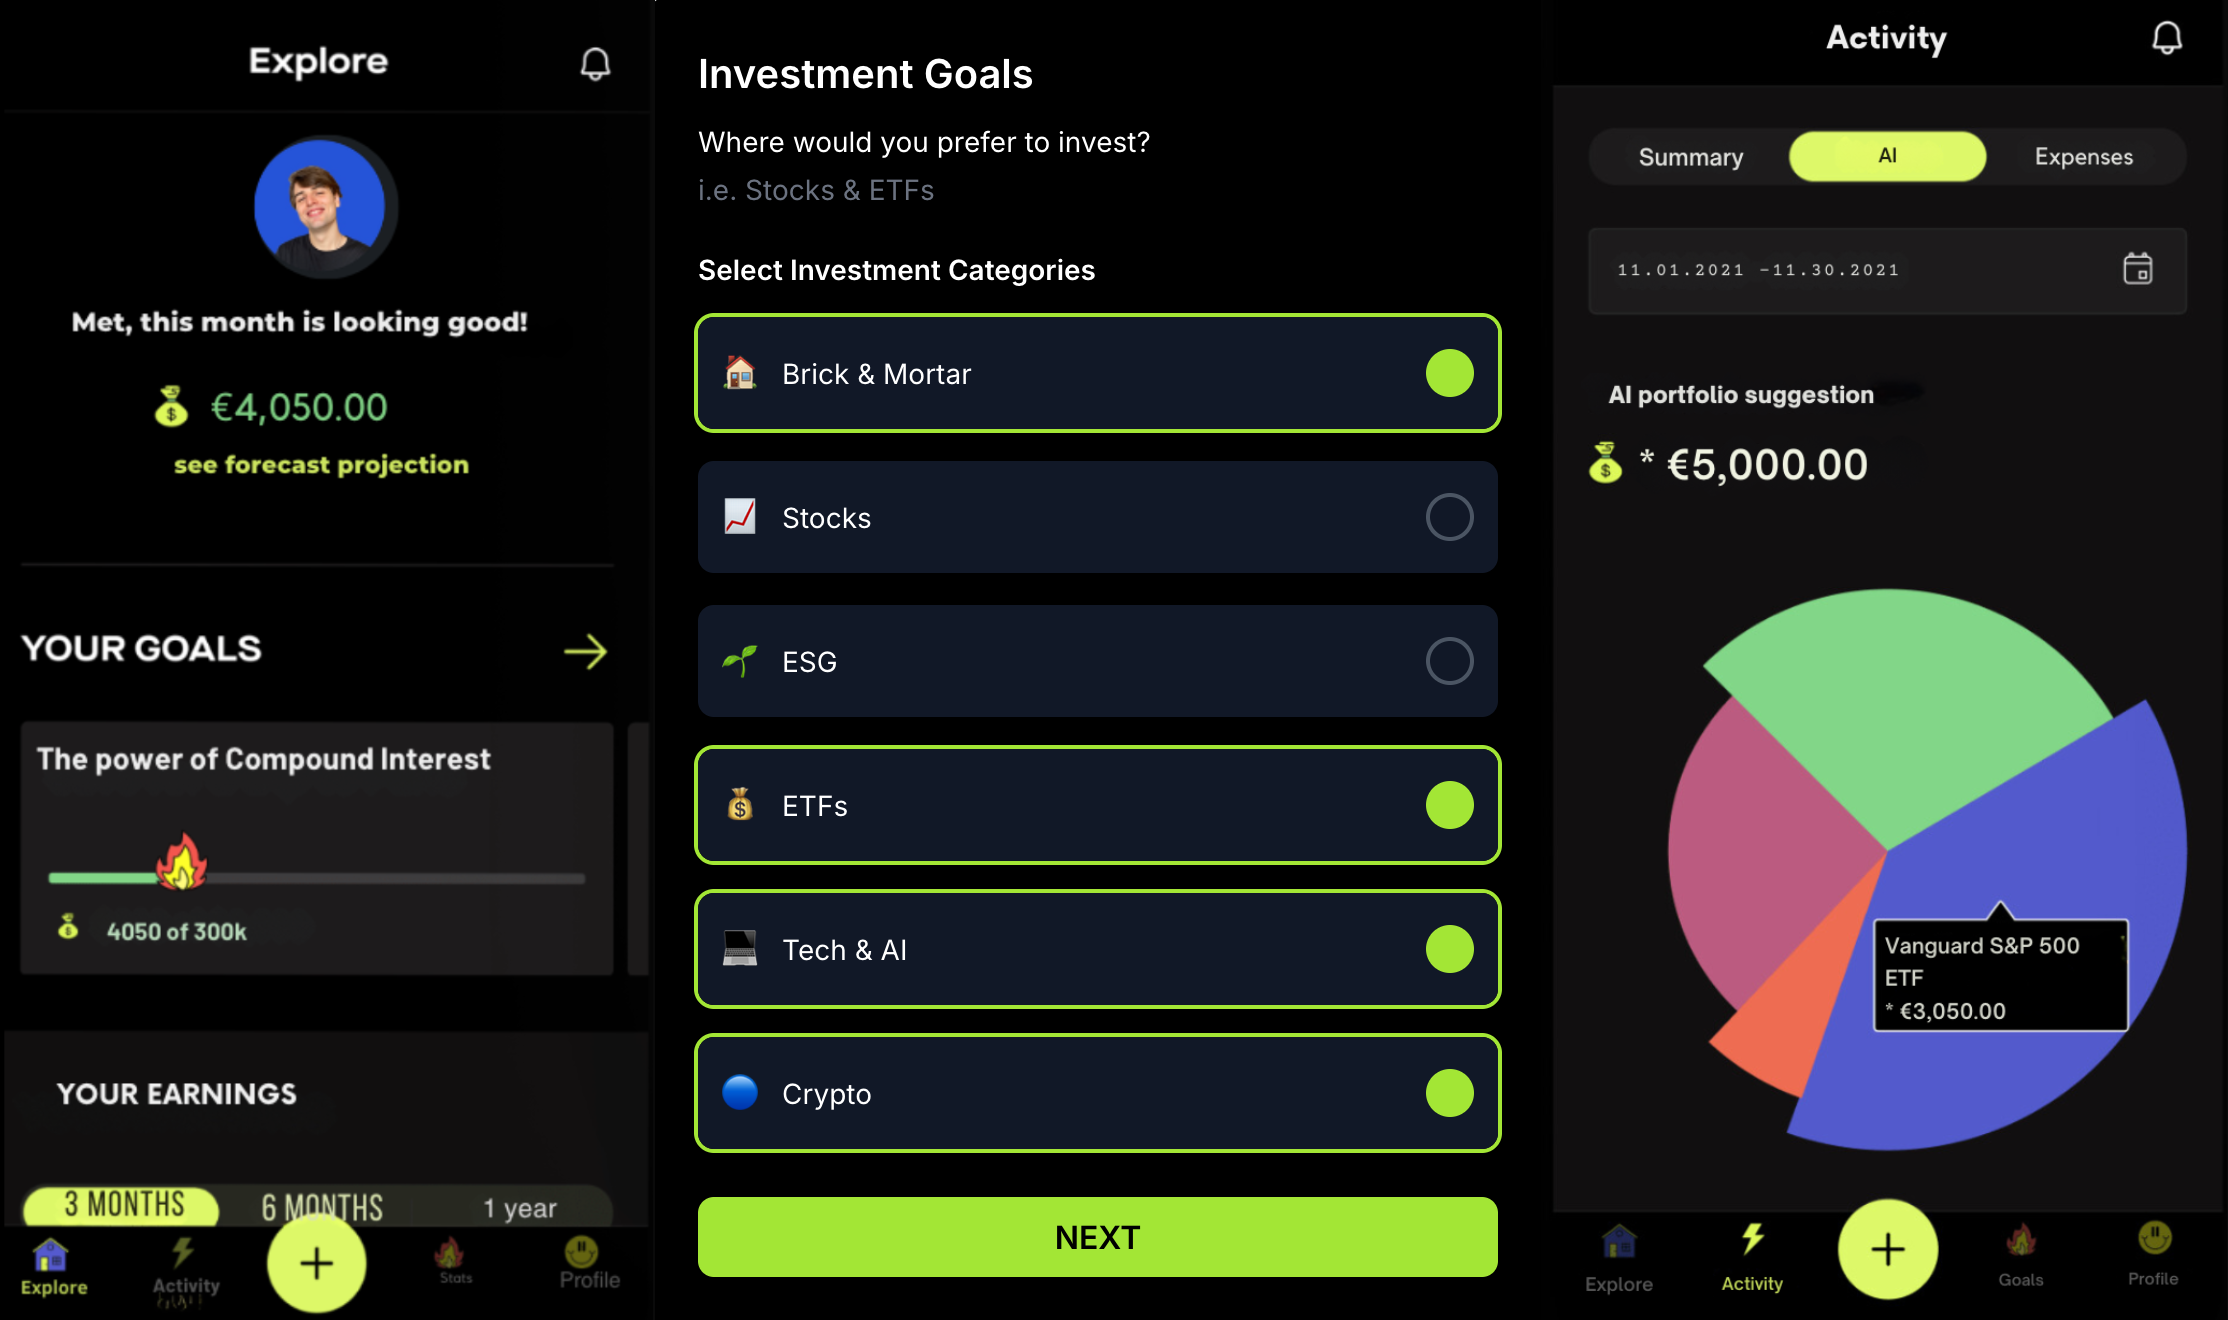 Explore
Met, this month is looking good!
€4,050.00
see forecast projection
YOUR GOALS
The power of Compound Interest
4050 of 300k
YOUR EARNINGS
3 MONTHS
6 MONTHS
1 year
Explore
Activity
Stats
Profile
Investment Goals
Where would you prefer to invest?
i.e. Stocks & ETFs
Select Investment Categories
Brick & Mortar
Stocks
ESG
ETFs
Tech & AI
Crypto
NEXT
Activity
Summary
AI
Expenses
11.01.2021 -11.30.2021
AI portfolio suggestion
* €5,000.00
Vanguard S&P 500
ETF
* €3,050.00
Explore
Activity
Goals
Profile